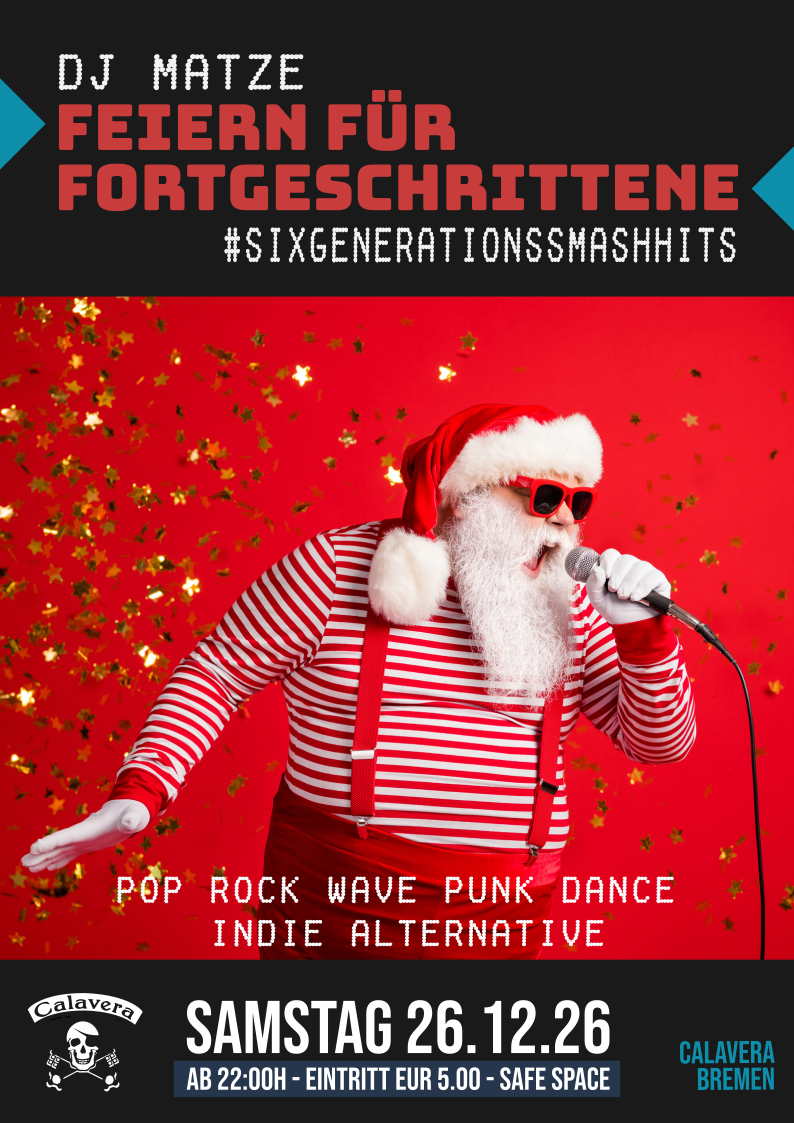 DJ MATZE
FEIERN FÜR
FORTGESCHRITTENE
#SIXGENERATIONSSMASHHITS
POP ROCK WAVE PUNK DANCE
INDIE ALTERNATIVE
Calavera
SAMSTAG 26.12.26
AB 22:00H - EINTRITT EUR 5.00 - SAFE SPACE
CALAVERA
BREMEN